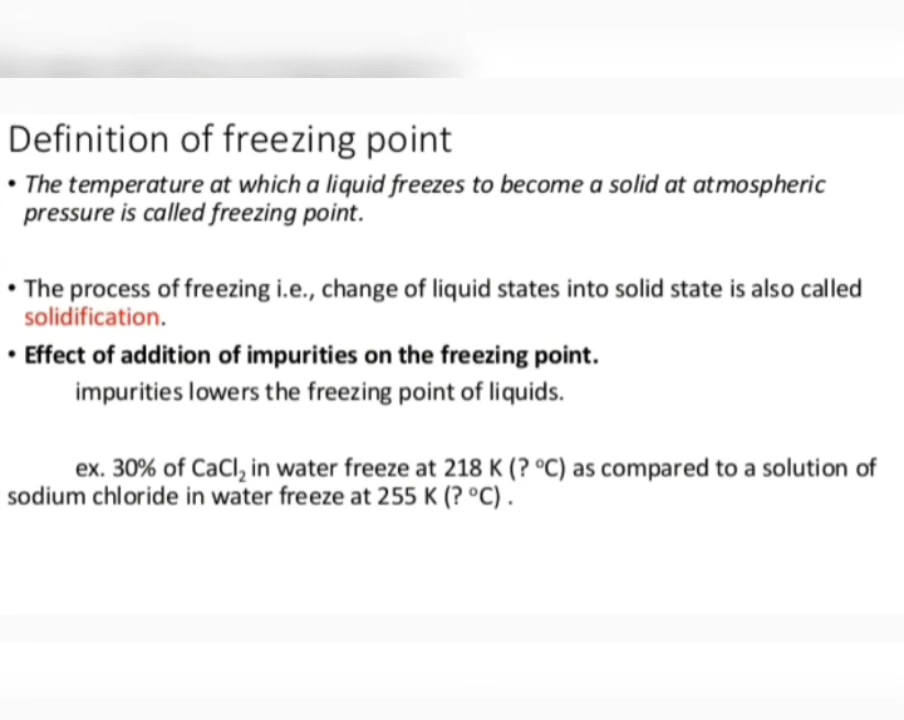 Definition of freezing point
• The temperature at which a liquid freezes to become a solid at atmospheric
pressure is called freezing point.
• The process of freezing i.e., change of liquid states into solid state is also called
solidification.
• Effect of addition of impurities on the freezing point.
impurities lowers the freezing point of liquids.
ex. 30% of CaCl₂ in water freeze at 218 K (? ºC) as compared to a solution of
sodium chloride in water freeze at 255 K (? ºC) .